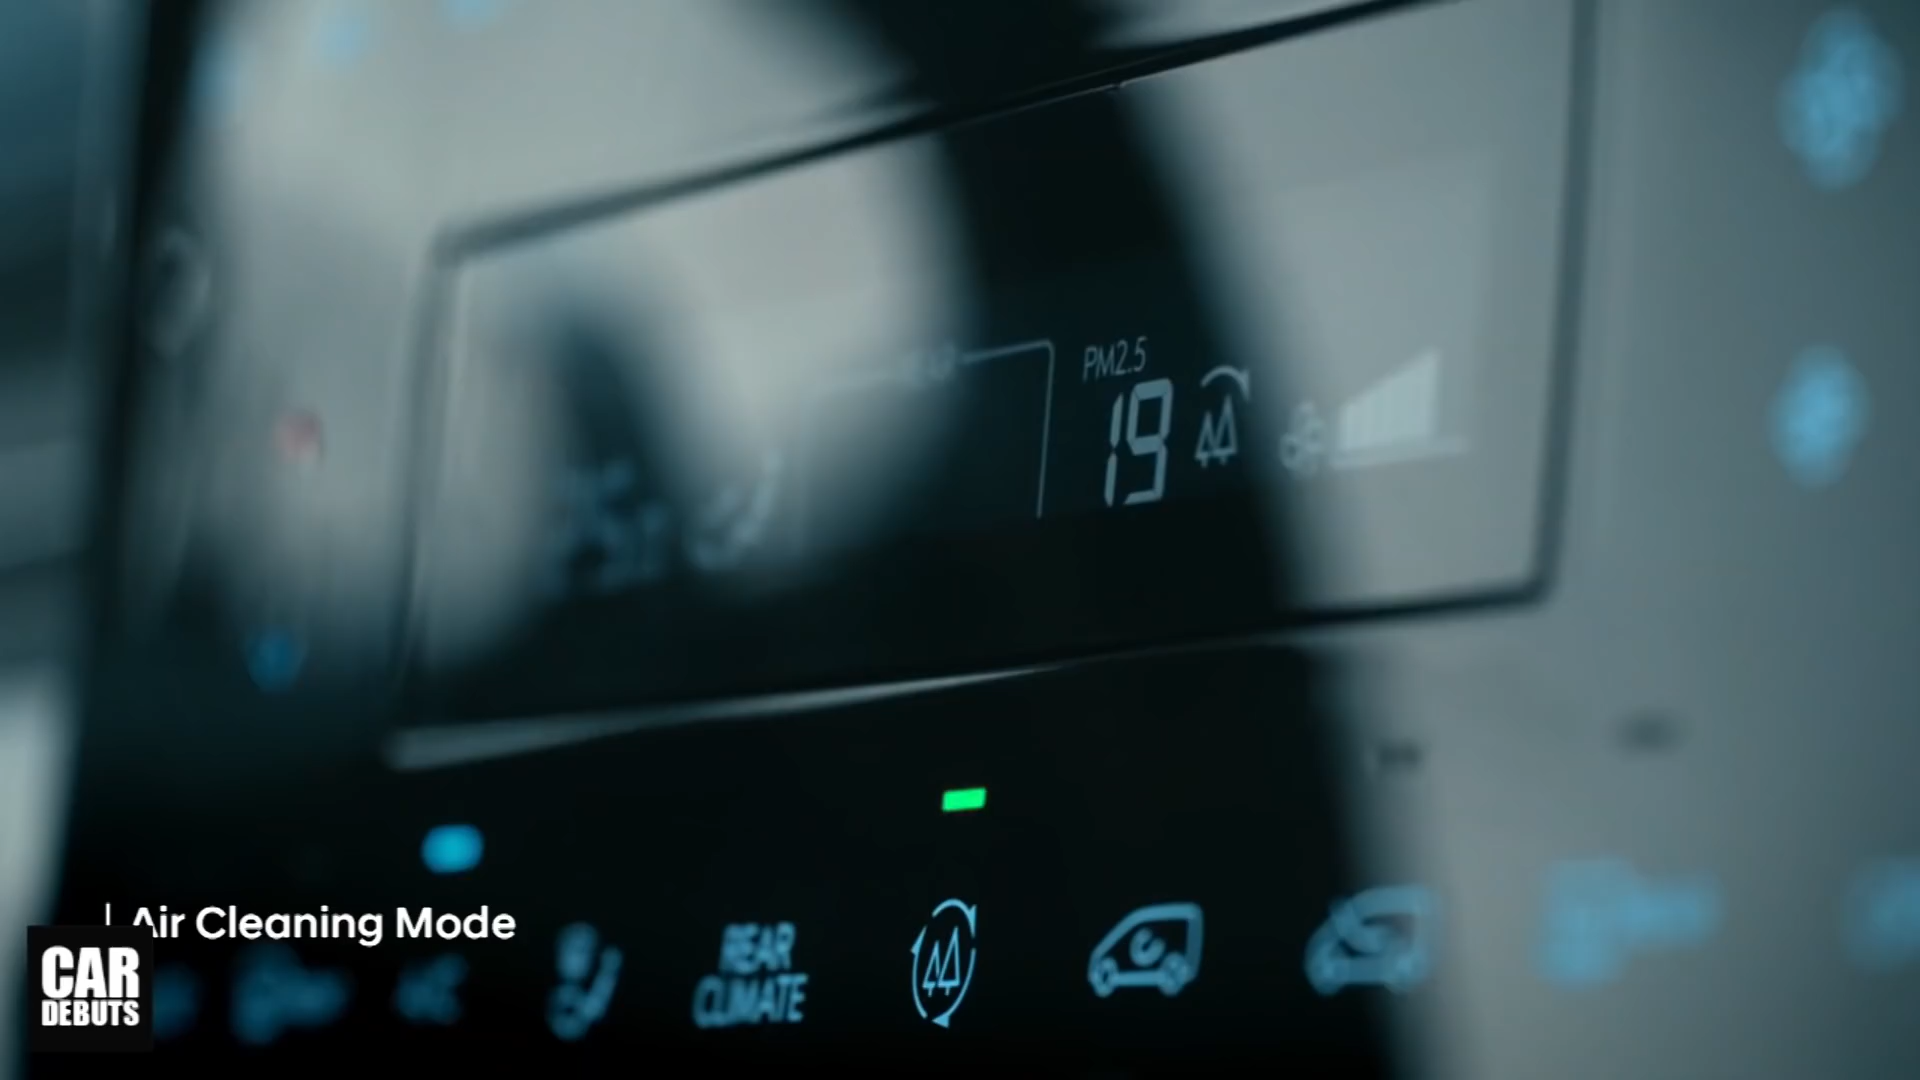 PM2.5
19
Air Cleaning Mode
REAR
CLIMATE
CAR
DEBUTS